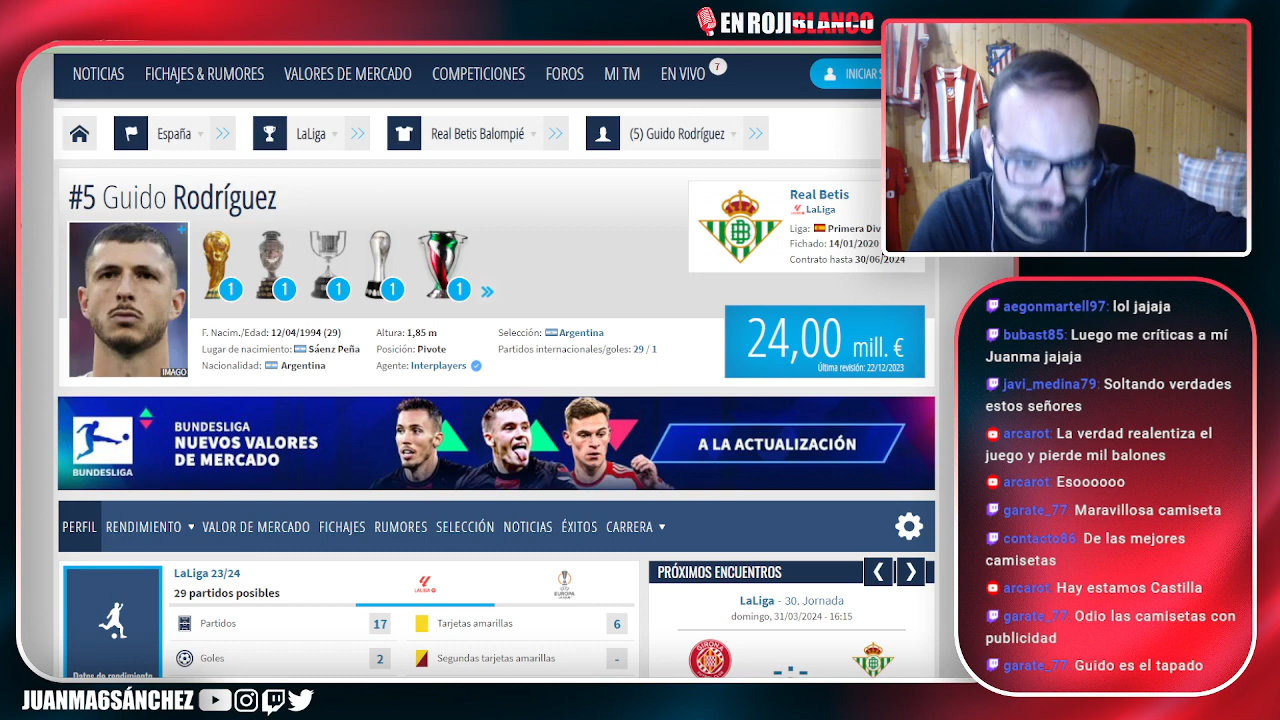 EN ROJIBLANCO
NOTICIAS FICHAJES & RUMORES VALORES DE MERCADO COMPETICIONES FOROS MI TM EN VIVO 7 INICIAR S
España LaLiga Real Betis Balompié (5) Guido Rodríguez
#5 Guido Rodríguez
1 1 1 1 1
IMAGO
Real Betis
LaLiga
Liga: Primera Div
Fichado: 14/01/2020
Contrato hasta 30/06/2024
F. Nacim./Edad: 12/04/1994 (29)
Lugar de nacimiento: Sáenz Peña
Nacionalidad: Argentina
Altura: 1,85 m
Posición: Pivote
Agente: Interplayers
Selección: Argentina
Partidos internacionales/goles: 29 / 1
24,00 mill. €
Última revisión: 22/12/2023
BUNDESLIGA
BUNDESLIGA
NUEVOS VALORES
DE MERCADO
A LA ACTUALIZACIÓN
PERFIL RENDIMIENTO VALOR DE MERCADO FICHAJES RUMORES SELECCIÓN NOTICIAS ÉXITOS CARRERA
LaLiga 23/24
29 partidos posibles
LALIGA
EUROPA
LEAGUE
Partidos 17 Tarjetas amarillas 6
Goles 2 Segundas tarjetas amarillas -
Datos de rendimiento
PRÓXIMOS ENCUENTROS
LaLiga - 30. Jornada
domingo, 31/03/2024 - 16:15
GIRONA
-:-
aegonmartell97: lol jajaja
bubast85: Luego me críticas a mí
Juanma jajaja
javi_medina79: Soltando verdades
estos señores
arcarot: La verdad realentiza el
juego y pierde mil balones
arcarot: Esoooooo
garate_77: Maravillosa camiseta
contacto86: De las mejores
camisetas
arcarot: Hay estamos Castilla
garate_77: Odio las camisetas con
publicidad
garate_77: Guido es el tapado
JUANMA6SÁNCHEZ